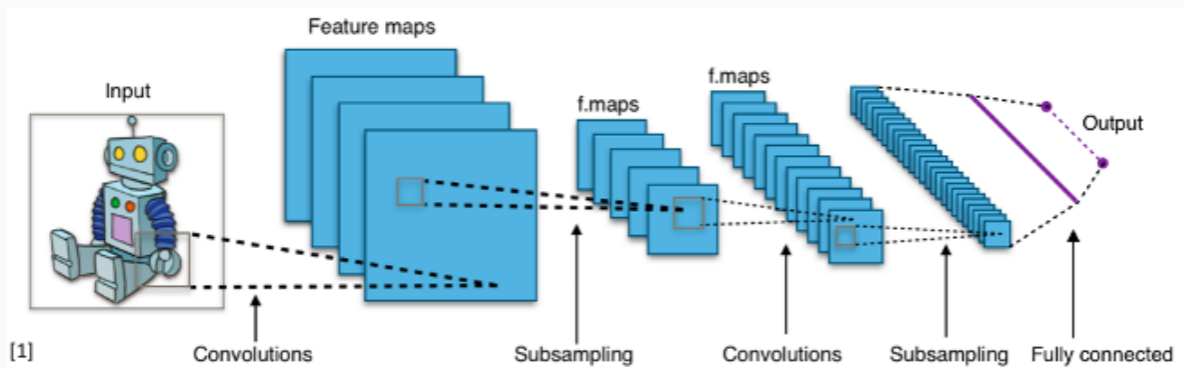 Feature maps
f.maps
f.maps
Input
Output
[1]
Convolutions
Subsampling
Convolutions
Subsampling
Fully connected